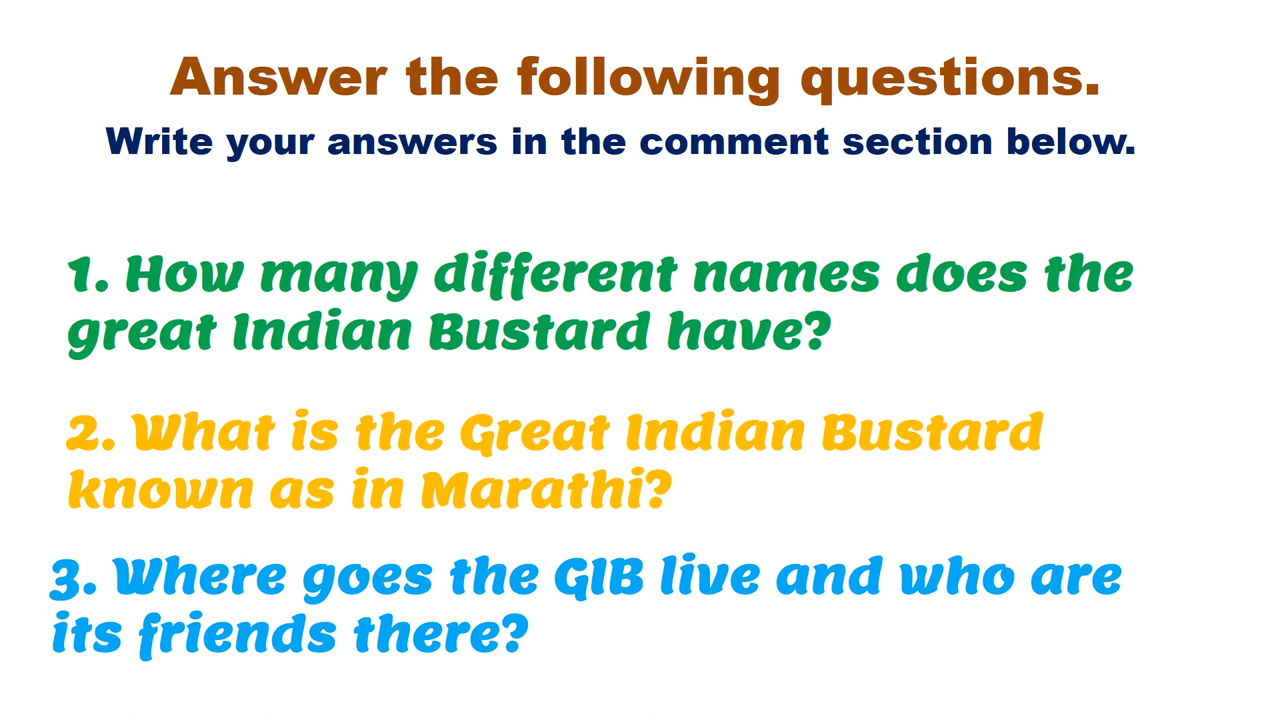 Answer the following questions.
Write your answers in the comment section below.
1. How many different names does the
great Indian Bustard have?
2. What is the Great Indian Bustard
known as in Marathi?
3. Where goes the GIB live and who are
its friends there?